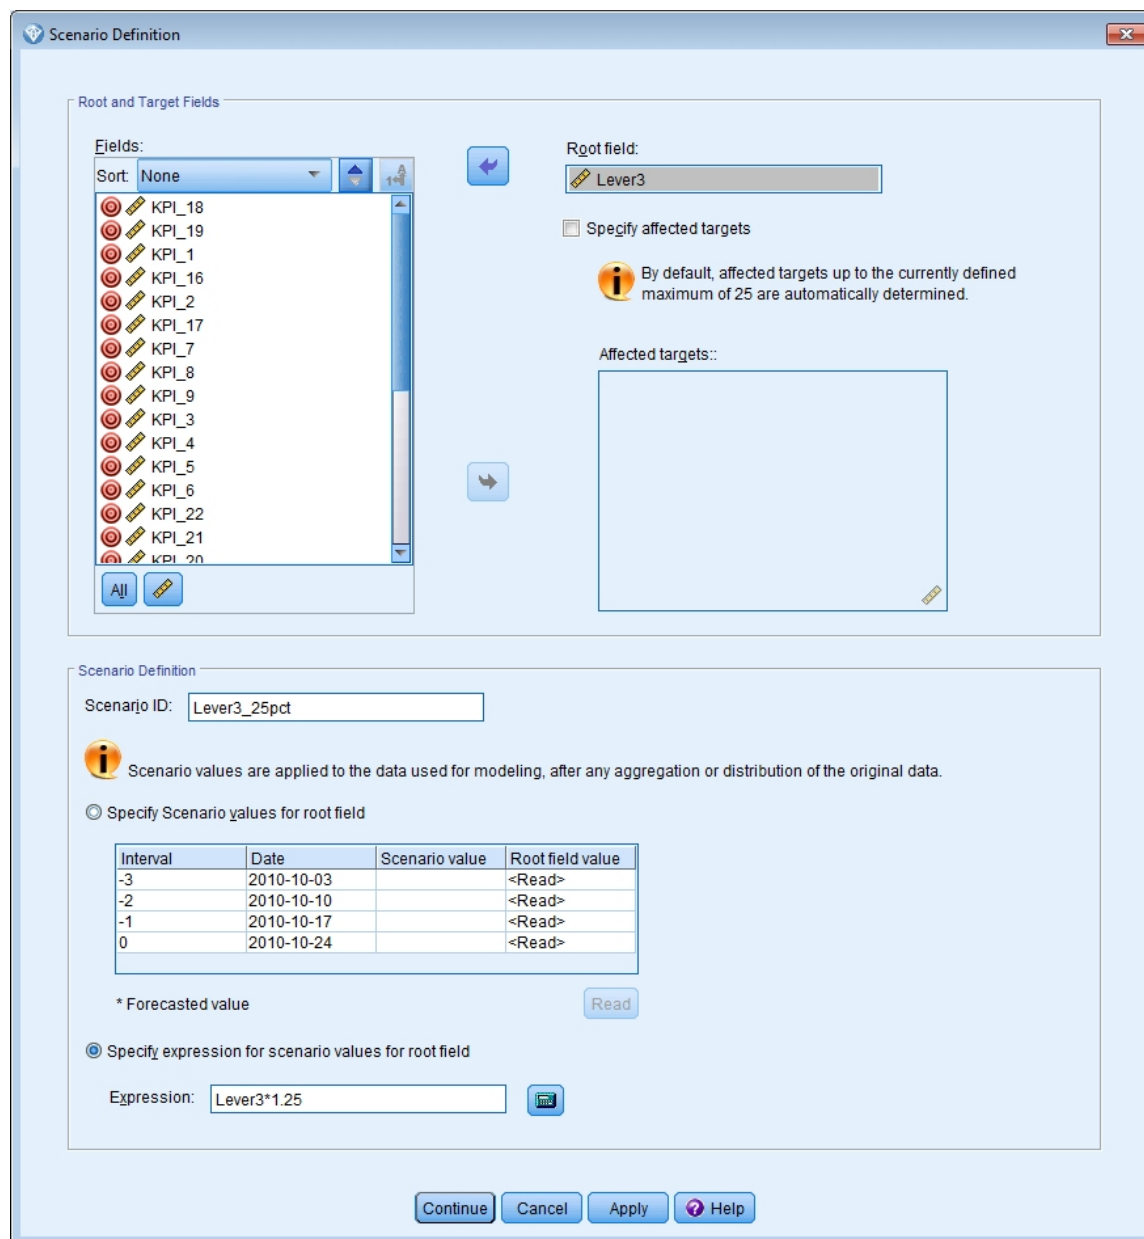 Scenario Definition
Root and Target Fields
Fields:
Sort: None
KPI_18
KPI_19
KPI_1
KPI_16
KPI_2
KPI_17
KPI_7
KPI_8
KPI_9
KPI_3
KPI_4
KPI_5
KPI_6
KPI_22
KPI_21
KPI_20
All
Root field:
Lever3
Specify affected targets
By default, affected targets up to the currently defined
maximum of 25 are automatically determined.
Affected targets::
Scenario Definition
Scenario ID: Lever3_25pct
Scenario values are applied to the data used for modeling, after any aggregation or distribution of the original data.
Specify Scenario values for root field
Interval Date Scenario value Root field value
-3 2010-10-03 <Read>
-2 2010-10-10 <Read>
-1 2010-10-17 <Read>
0 2010-10-24 <Read>
* Forecasted value Read
Specify expression for scenario values for root field
Expression: Lever3*1.25
Continue Cancel Apply Help